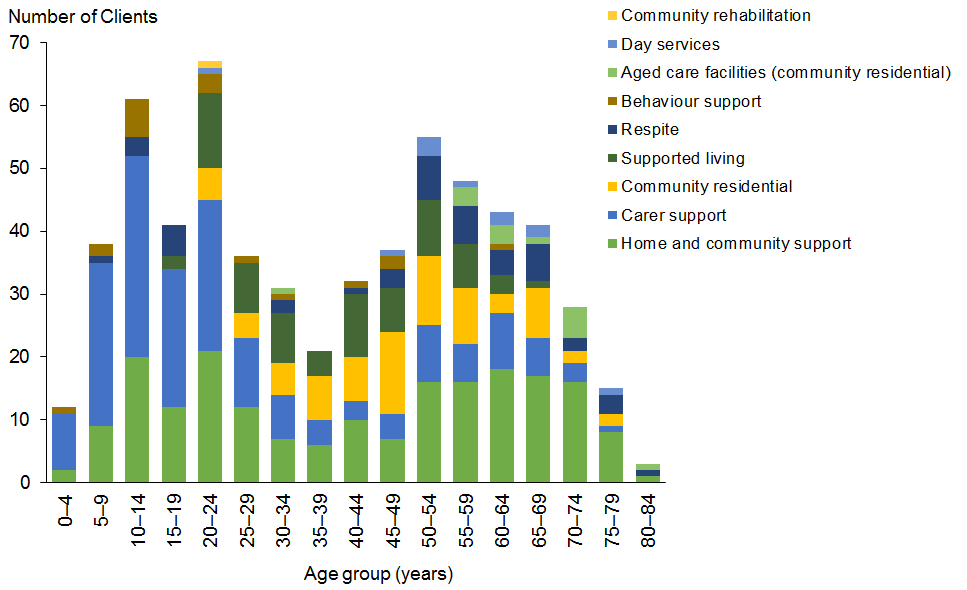 Number of Clients
70
60
50
40
30
20
10
0
0–4
5–9
10–14
15–19
20–24
25–29
30–34
35–39
40–44
45–49
50–54
55–59
60–64
65–69
70–74
75–79
80–84
Age group (years)
Community rehabilitation
Day services
Aged care facilities (community residential)
Behaviour support
Respite
Supported living
Community residential
Carer support
Home and community support